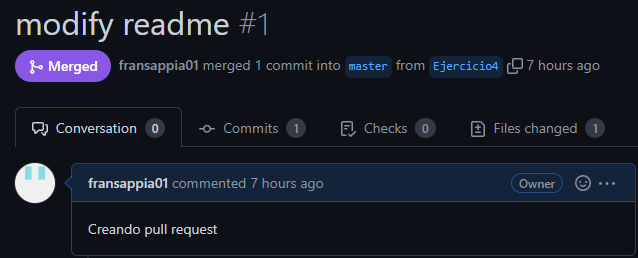 modify readme #1
Merged fransappia01 merged 1 commit into master from Ejercicio4 7 hours ago
Conversation 0 Commits 1 Checks 0 Files changed 1
fransappia01 commented 7 hours ago Owner
Creando pull request